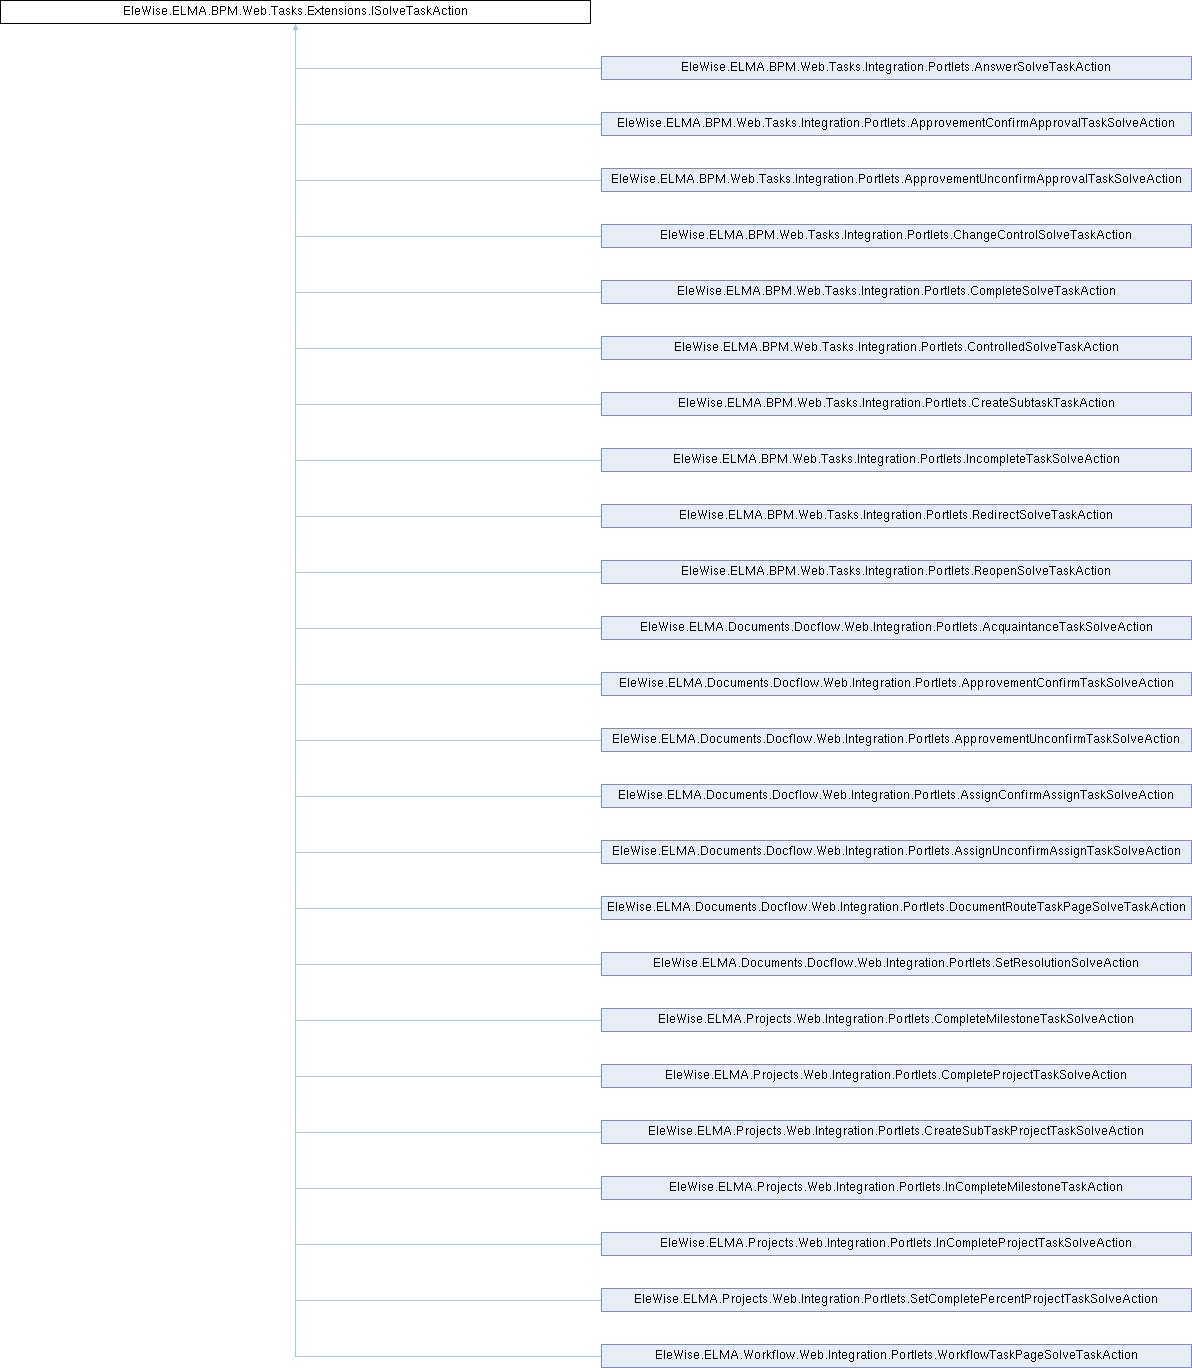 EleWise.ELMA.BPM.Web.Tasks.Extensions.ISolveTaskAction
EleWise.ELMA.BPM.Web.Tasks.Integration.Portlets.AnswerSolveTaskAction
EleWise.ELMA.BPM.Web.Tasks.Integration.Portlets.ApprovementConfirmApprovalTaskSolveAction
EleWise.ELMA.BPM.Web.Tasks.Integration.Portlets.ApprovementUnconfirmApprovalTaskSolveAction
EleWise.ELMA.BPM.Web.Tasks.Integration.Portlets.ChangeControlSolveTaskAction
EleWise.ELMA.BPM.Web.Tasks.Integration.Portlets.CompleteSolveTaskAction
EleWise.ELMA.BPM.Web.Tasks.Integration.Portlets.ControlledSolveTaskAction
EleWise.ELMA.BPM.Web.Tasks.Integration.Portlets.CreateSubtaskTaskAction
EleWise.ELMA.BPM.Web.Tasks.Integration.Portlets.IncompleteTaskSolveAction
EleWise.ELMA.BPM.Web.Tasks.Integration.Portlets.RedirectSolveTaskAction
EleWise.ELMA.BPM.Web.Tasks.Integration.Portlets.ReopenSolveTaskAction
EleWise.ELMA.Documents.Docflow.Web.Integration.Portlets.AcquaintanceTaskSolveAction
EleWise.ELMA.Documents.Docflow.Web.Integration.Portlets.ApprovementConfirmTaskSolveAction
EleWise.ELMA.Documents.Docflow.Web.Integration.Portlets.ApprovementUnconfirmTaskSolveAction
EleWise.ELMA.Documents.Docflow.Web.Integration.Portlets.AssignConfirmAssignTaskSolveAction
EleWise.ELMA.Documents.Docflow.Web.Integration.Portlets.AssignUnconfirmAssignTaskSolveAction
EleWise.ELMA.Documents.Docflow.Web.Integration.Portlets.DocumentRouteTaskPageSolveTaskAction
EleWise.ELMA.Documents.Docflow.Web.Integration.Portlets.SetResolutionSolveAction
EleWise.ELMA.Projects.Web.Integration.Portlets.CompleteMilestoneTaskSolveAction
EleWise.ELMA.Projects.Web.Integration.Portlets.CompleteProjectTaskSolveAction
EleWise.ELMA.Projects.Web.Integration.Portlets.CreateSubTaskProjectTaskSolveAction
EleWise.ELMA.Projects.Web.Integration.Portlets.InCompleteMilestoneTaskAction
EleWise.ELMA.Projects.Web.Integration.Portlets.InCompleteProjectTaskSolveAction
EleWise.ELMA.Projects.Web.Integration.Portlets.SetCompletePercentProjectTaskSolveAction
EleWise.ELMA.Workflow.Web.Integration.Portlets.WorkflowTaskPageSolveTaskAction